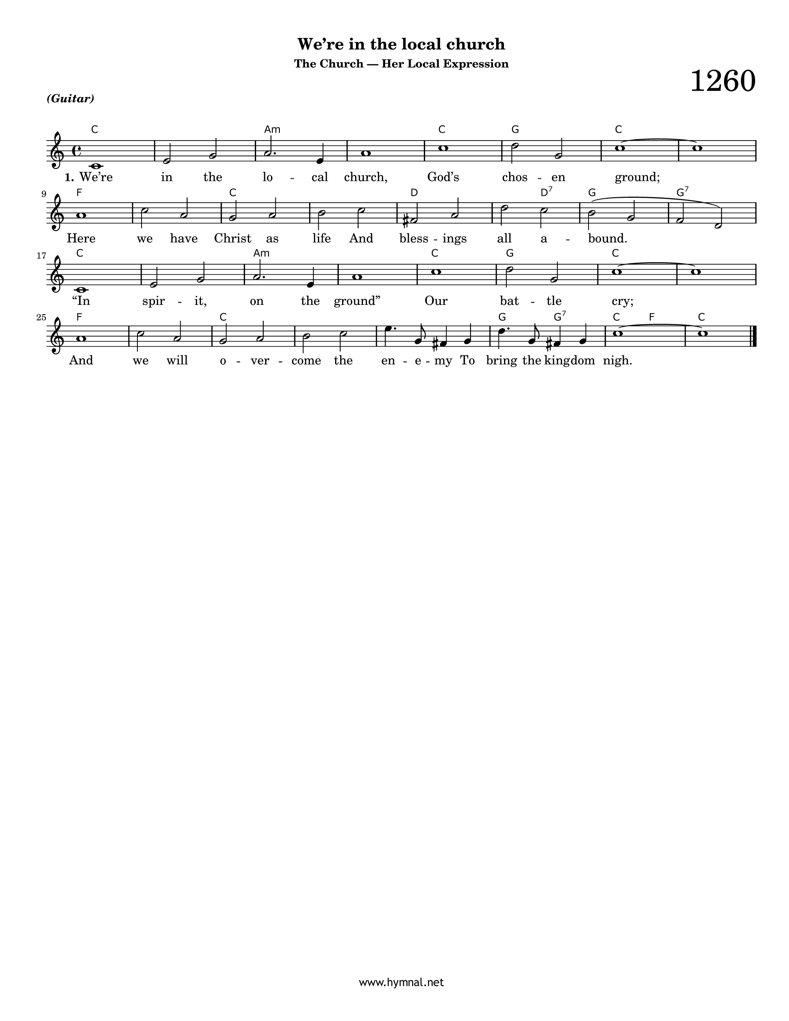 We're in the local church
The Church — Her Local Expression
1260
(Guitar)
C Am C G C
1. We're in the lo - cal church, God's chos - en ground;
9 F C D D7 G G7
Here we have Christ as life And bless - ings all a - bound.
17 C Am C G C
“In spir - it, on the ground” Our bat - tle cry;
25 F C G G7 C F C
And we will o - ver - come the en - e - my To bring the kingdom nigh.
www.hymnal.net